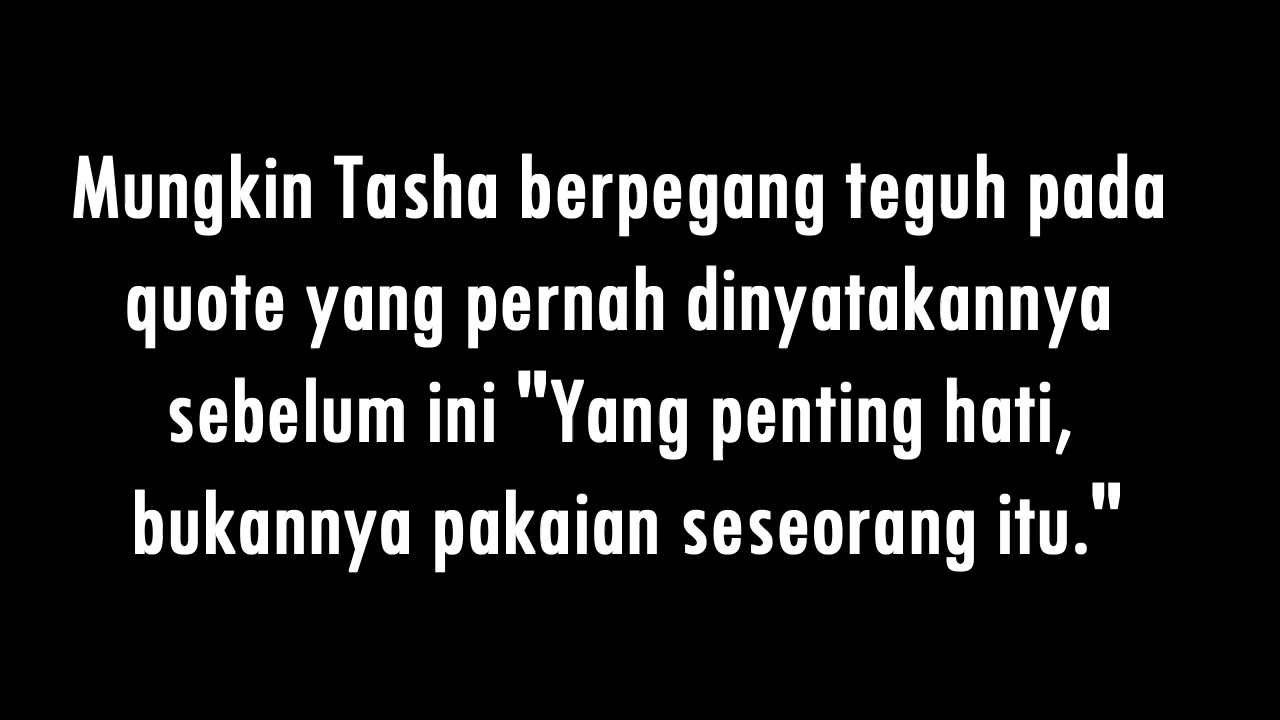 Mungkin Tasha berpegang teguh pada
quote yang pernah dinyatakannya
sebelum ini "Yang penting hati,
bukannya pakaian seseorang itu."